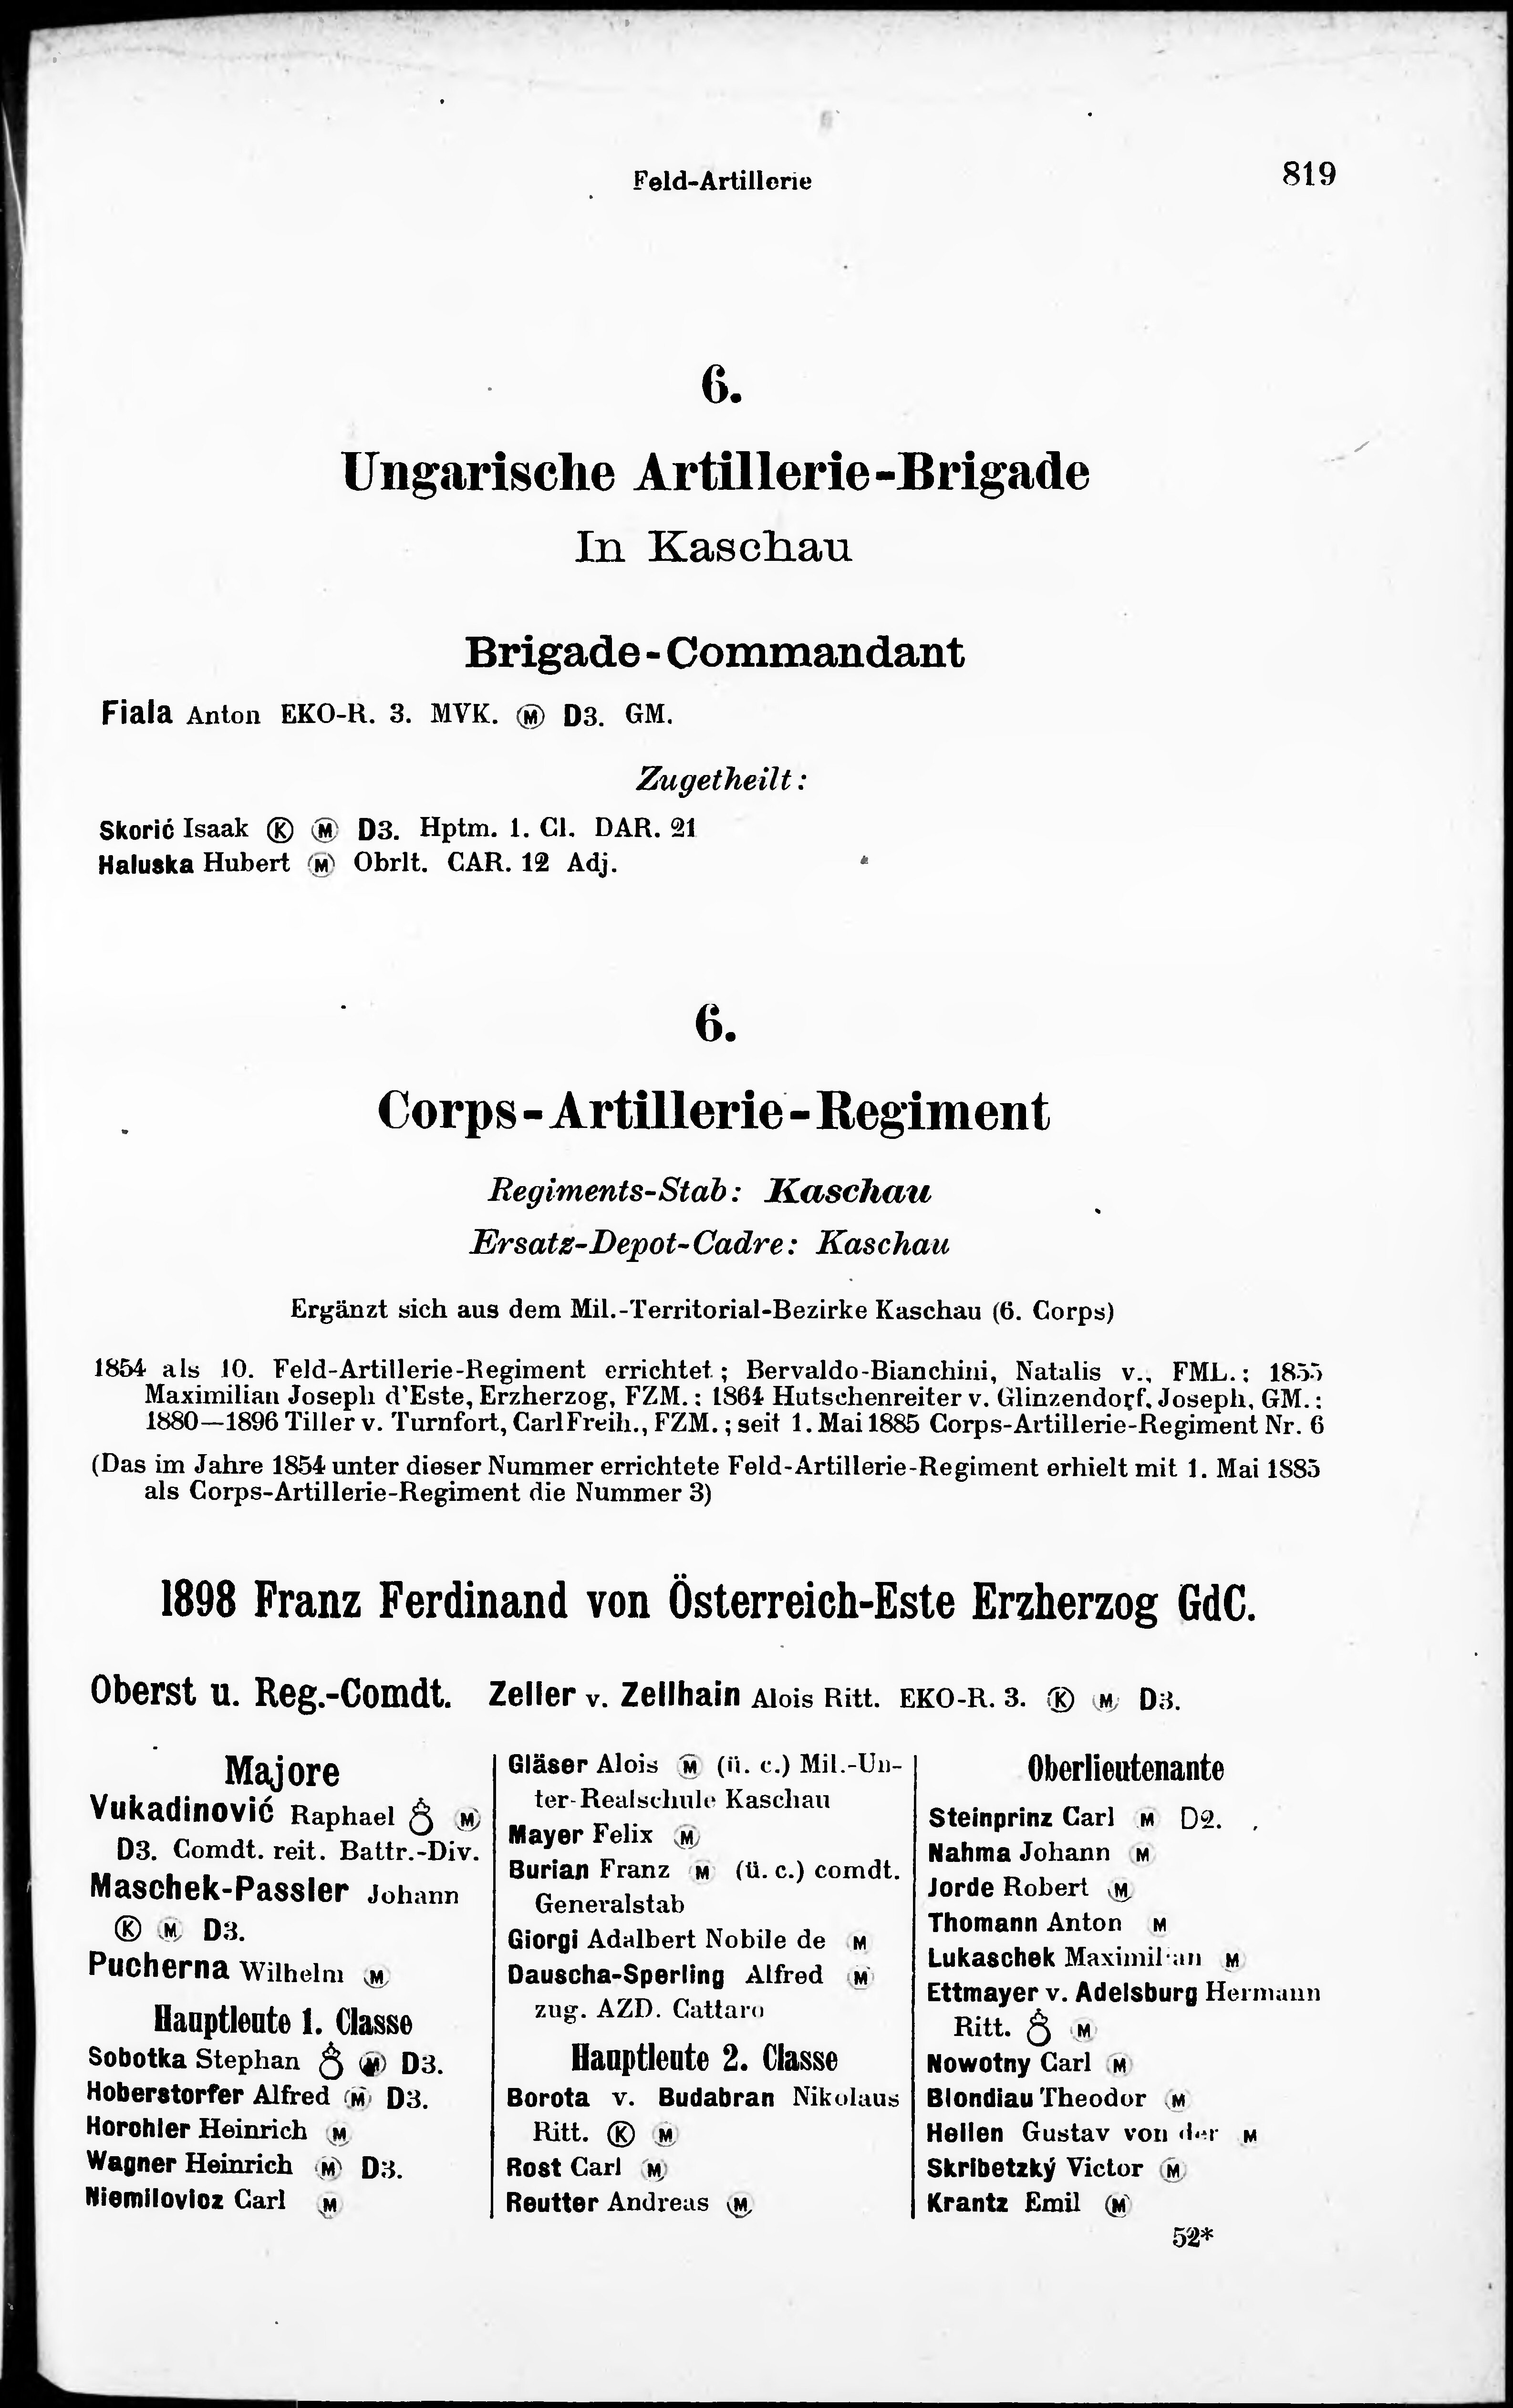 Feld-Artillerie
819
6.
Ungarische Artillerie-Brigade
In Kaschau
Brigade-Commandant
Fiala Anton EKO-R. 3. MVK. Ⓜ D3. GM.
Zugetheilt:
Skorić Isaak Ⓚ Ⓜ D3. Hptm. 1. Cl. DAR. 21
Haluska Hubert Ⓜ Obrlt. CAR. 12 Adj.
6.
Corps-Artillerie-Regiment
Regiments-Stab: Kaschau
Ersatz-Depot-Cadre: Kaschau
Ergänzt sich aus dem Mil.-Territorial-Bezirke Kaschau (6. Corps)
1854 als 10. Feld-Artillerie-Regiment errichtet; Bervaldo-Bianchini, Natalis v., FML.; 1855
Maximilian Joseph d'Este, Erzherzog, FZM.; 1864 Hutschenreiter v. Glinzendorf, Joseph, GM.;
1880—1896 Tiller v. Turnfort, Carl Freih., FZM.; seit 1. Mai 1885 Corps-Artillerie-Regiment Nr. 6
(Das im Jahre 1854 unter dieser Nummer errichtete Feld-Artillerie-Regiment erhielt mit 1. Mai 1885
als Corps-Artillerie-Regiment die Nummer 3)
1898 Franz Ferdinand von Österreich-Este Erzherzog GdC.
Oberst u. Reg.-Comdt. Zeller v. Zellhain Alois Ritt. EKO-R. 3. Ⓚ Ⓜ D3.
Majore
Vukadinović Raphael Ⓜ
D3. Comdt. reit. Battr.-Div.
Maschek-Passler Johann
Ⓚ Ⓜ D3.
Pucherna Wilhelm Ⓜ
Hauptleute 1. Classe
Sobotka Stephan Ⓜ D3.
Hoberstorfer Alfred Ⓜ D3.
Horohler Heinrich Ⓜ
Wagner Heinrich Ⓜ D3.
Niemilovicz Carl Ⓜ
Gläser Alois Ⓜ (ü. c.) Mil.-Un-
ter-Realschule Kaschau
Mayer Felix Ⓜ
Burian Franz Ⓜ (ü. c.) comdt.
Generalstab
Giorgi Adalbert Nobile de Ⓜ
Dauscha-Sperling Alfred Ⓜ
zug. AZD. Cattaro
Hauptleute 2. Classe
Borota v. Budabran Nikolaus
Ritt. Ⓚ Ⓜ
Rost Carl Ⓜ
Reutter Andreas Ⓜ
Oberlieutenante
Steinprinz Carl Ⓜ D2.
Nahma Johann Ⓜ
Jorde Robert Ⓜ
Thomann Anton Ⓜ
Lukaschek Maximilian Ⓜ
Ettmayer v. Adelsburg Hermann
Ritt. Ⓜ
Nowotny Carl Ⓜ
Blondiau Theodor Ⓜ
Hellen Gustav von der Ⓜ
Skribetzký Victor Ⓜ
Krantz Emil Ⓜ
52*